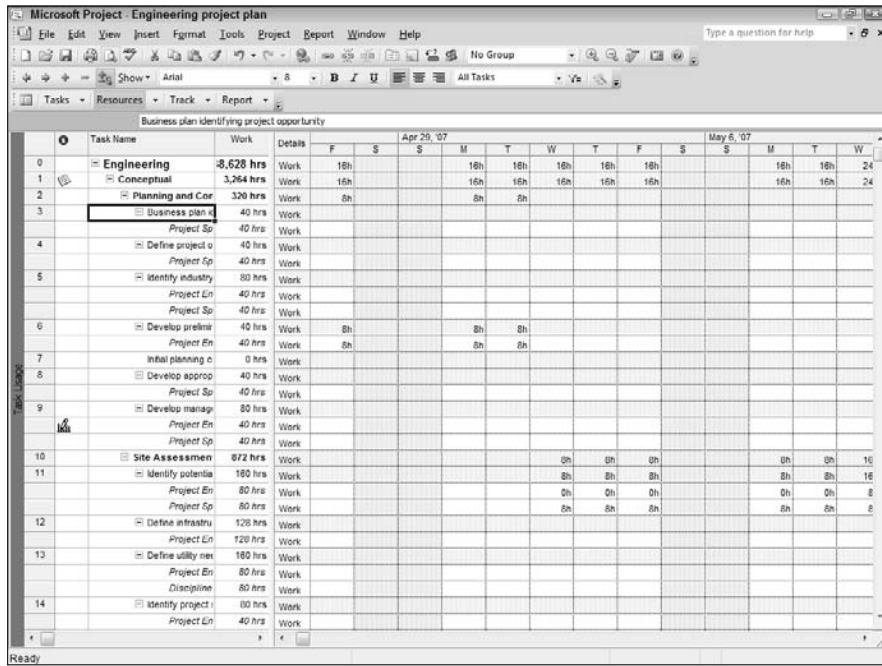 Microsoft Project - Engineering project plan
File Edit View Insert Format Tools Project Report Window Help Type a question for help
No Group
Show Arial 8 B I U All Tasks
Tasks Resources Track Report
Business plan identifying project opportunity
Apr 29, '07 May 6, '07
Task Name Work Details F S S M T W T F S S M T W
0 Engineering 8,628 hrs Work 16h 16h 16h 16h 16h 16h 16h 16h 24
1 Conceptual 3,264 hrs Work 16h 16h 16h 16h 16h 16h 16h 16h 24
2 Planning and Cor 320 hrs Work 8h 8h 8h
3 Business plan i 40 hrs Work
Project Sp 40 hrs Work
4 Define project o 40 hrs Work
Project Sp 40 hrs Work
5 Identify industry 80 hrs Work
Project En 40 hrs Work
Project Sp 40 hrs Work
6 Develop prelimir 40 hrs Work 8h 8h 8h
Project En 40 hrs Work 8h 8h 8h
7 Initial planning c 0 hrs Work
8 Develop approp 40 hrs Work
Project Sp 40 hrs Work
9 Develop manag 80 hrs Work
Project En 40 hrs Work
Project Sp 40 hrs Work
10 Site Assessmen 872 hrs Work 8h 8h 8h 8h 8h 16
11 Identify potentia 160 hrs Work 8h 8h 8h 8h 8h 16
Project En 80 hrs Work 0h 0h 0h 0h 0h 8
Project Sp 80 hrs Work 8h 8h 8h 8h 8h 8
12 Define infrastru 128 hrs Work
Project En 128 hrs Work
13 Define utility nee 160 hrs Work
Project En 80 hrs Work
Discipline 80 hrs Work
14 Identify project 80 hrs Work
Project En 40 hrs Work
Task Usage
Ready